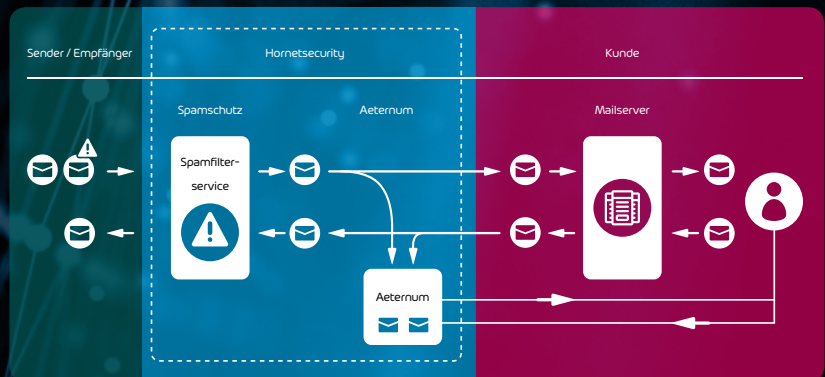 Sender / Empfänger
Hornetsecurity
Kunde
Spamschutz
Aeternum
Mailserver
Spamfilter-
service
Aeternum